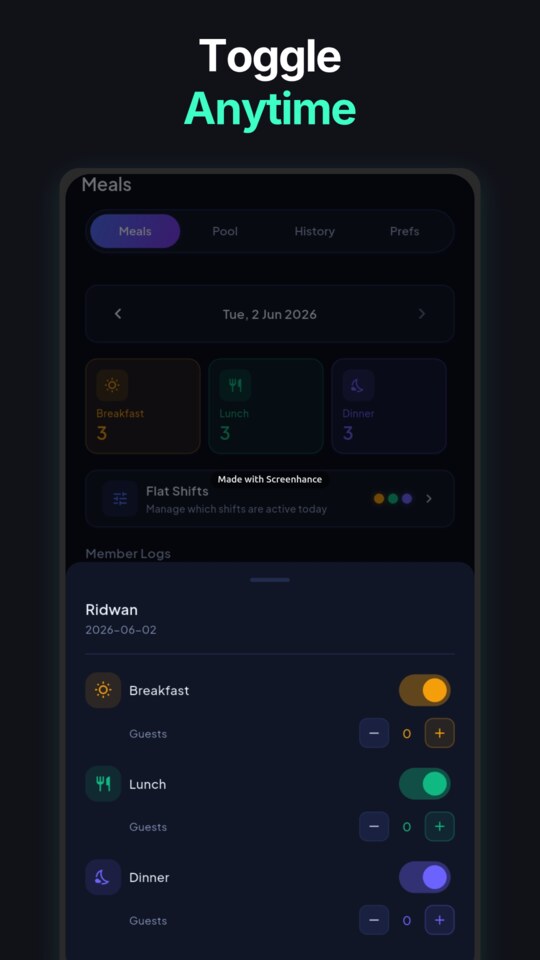 Toggle
Anytime
Meals
Meals Pool History Prefs
Tue, 2 Jun 2026
Breakfast Lunch Dinner
3 3 3
Made with Screenhance
Flat Shifts
Manage which shifts are active today
Member Logs
Ridwan
2026-06-02
Breakfast
Guests − 0 +
Lunch
Guests − 0 +
Dinner
Guests − 0 +